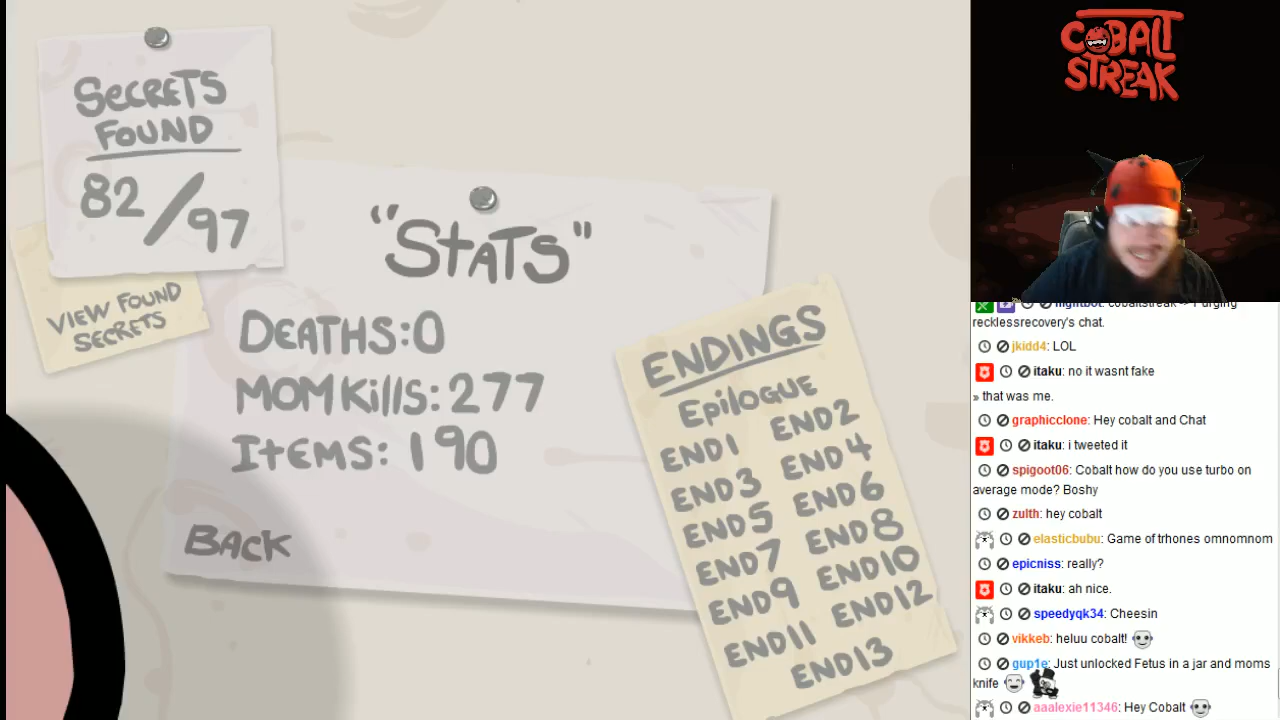 SECRETS
FOUND
82/97
VIEW FOUND
SECRETS
"STATS"
DEATHS:0
MOM Kills:277
ITEMS: 190
BACK
ENDINGS
Epilogue
END1 END2
END3 END4
END5 END6
END7 END8
END9 END10
END11 END12
END13
COBALT
STREAK
nightbot: cobaltstreak -> Purging
recklessrecovery's chat.
jkidd4: LOL
itaku: no it wasnt fake
» that was me.
graphicclone: Hey cobalt and Chat
itaku: i tweeted it
spigoot06: Cobalt how do you use turbo on
average mode? Boshy
zulth: hey cobalt
elasticbubu: Game of trhones omnomnom
epicniss: really?
itaku: ah nice.
speedyqk34: Cheesin
vikkeb: heluu cobalt!
gup1e: Just unlocked Fetus in a jar and moms
knife
aaalexie11346: Hey Cobalt